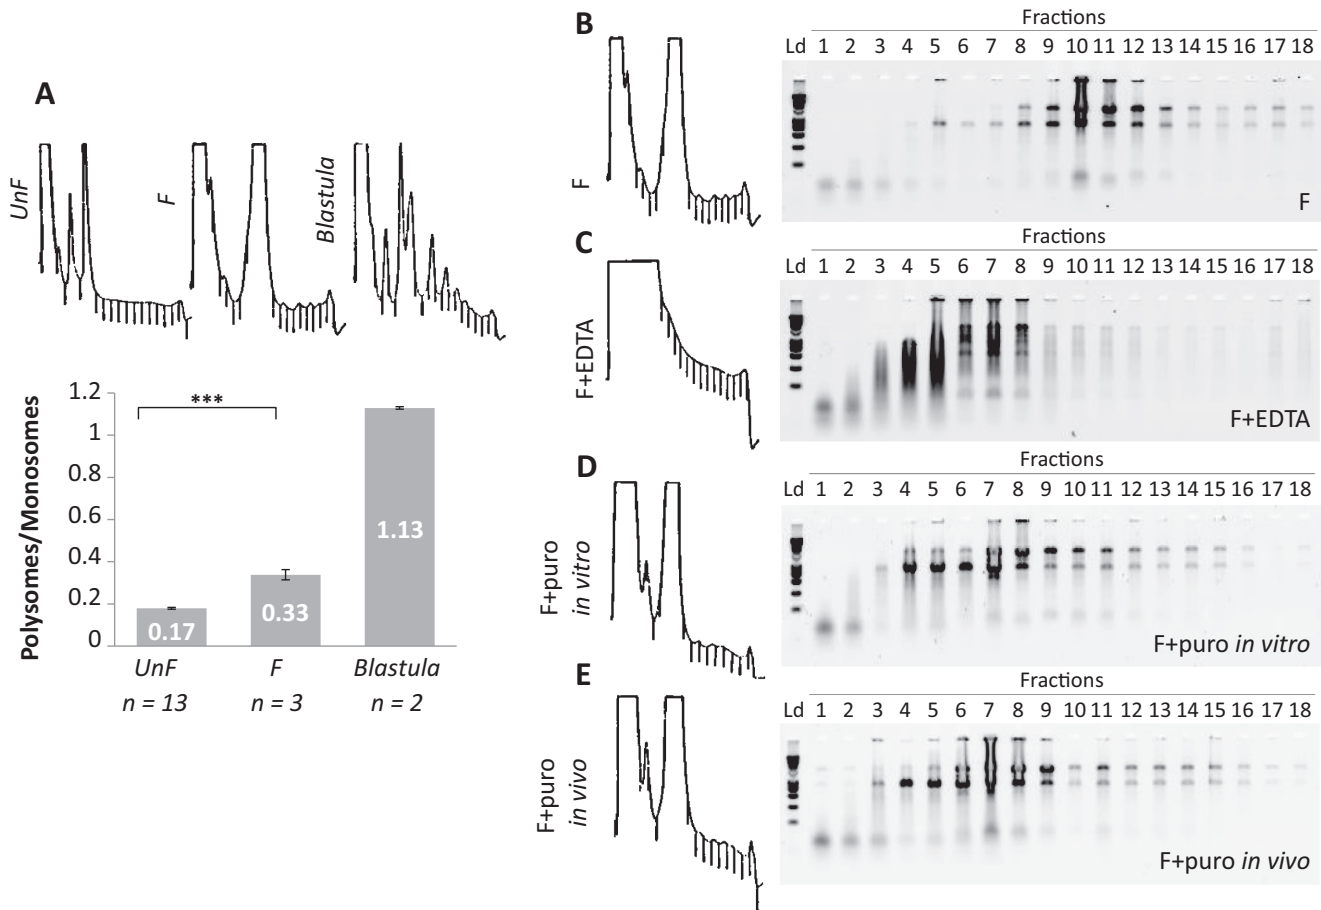 A
UnF
F
Blastula
Polysomes/Monosomes
1.2
1
0.8
0.6
0.4
0.2
0
***
0.17
0.33
1.13
UnF F Blastula
n = 13 n = 3 n = 2
B
F
Fractions
Ld 1 2 3 4 5 6 7 8 9 10 11 12 13 14 15 16 17 18
F
C
F+EDTA
Fractions
Ld 1 2 3 4 5 6 7 8 9 10 11 12 13 14 15 16 17 18
F+EDTA
D
F+puro
in vitro
Fractions
Ld 1 2 3 4 5 6 7 8 9 10 11 12 13 14 15 16 17 18
F+puro in vitro
E
F+puro
in vivo
Fractions
Ld 1 2 3 4 5 6 7 8 9 10 11 12 13 14 15 16 17 18
F+puro in vivo